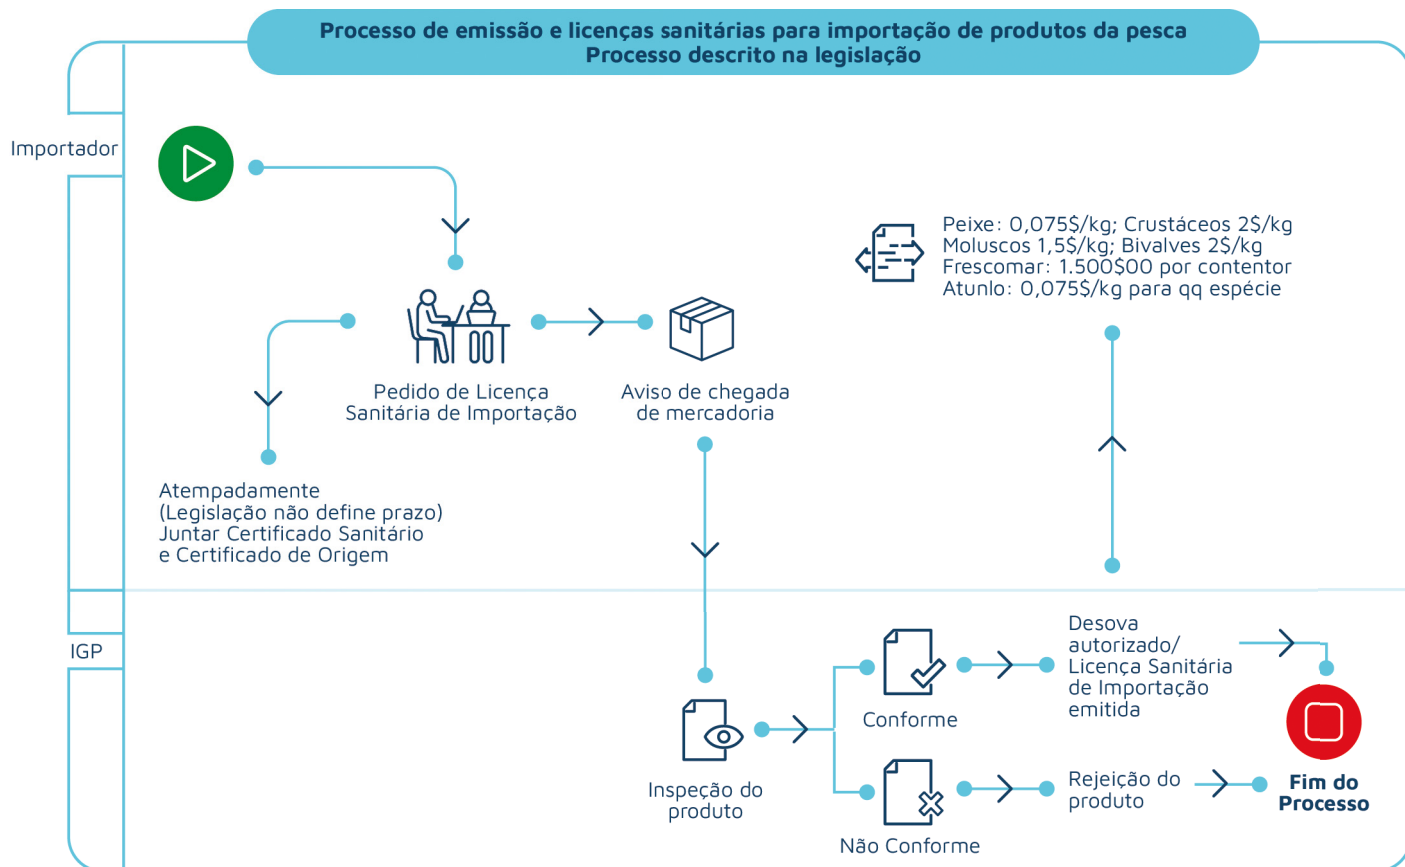 Processo de emissão e licenças sanitárias para importação de produtos da pesca
Processo descrito na legislação
Importador
Peixe: 0,075$/kg; Crustáceos 2$/kg
Moluscos 1,5$/kg; Bivalves 2$/kg
Frescomar: 1.500$00 por contentor
Atunlo: 0,075$/kg para qq espécie
Pedido de Licença
Sanitária de Importação
Aviso de chegada
de mercadoria
Atempadamente
(Legislação não define prazo)
Juntar Certificado Sanitário
e Certificado de Origem
IGP
Inspeção do
produto
Conforme
Desova
autorizado/
Licença Sanitária
de Importação
emitida
Não Conforme
Rejeição do
produto
Fim do
Processo